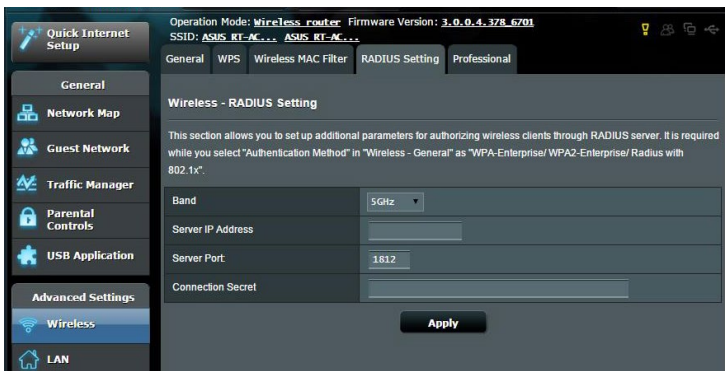 Quick Internet
Setup
General
Network Map
Guest Network
Traffic Manager
Parental
Controls
USB Application
Advanced Settings
Wireless
LAN
Operation Mode: Wireless router Firmware Version: 3.0.0.4.378_6701
SSID: ASUS RT-AC... ASUS RT-AC...
General WPS Wireless MAC Filter RADIUS Setting Professional
Wireless - RADIUS Setting
This section allows you to set up additional parameters for authorizing wireless clients through RADIUS server. It is required
while you select "Authentication Method" in "Wireless - General" as "WPA-Enterprise/ WPA2-Enterprise/ Radius with
802.1x".
Band 5GHz
Server IP Address
Server Port: 1812
Connection Secret
Apply